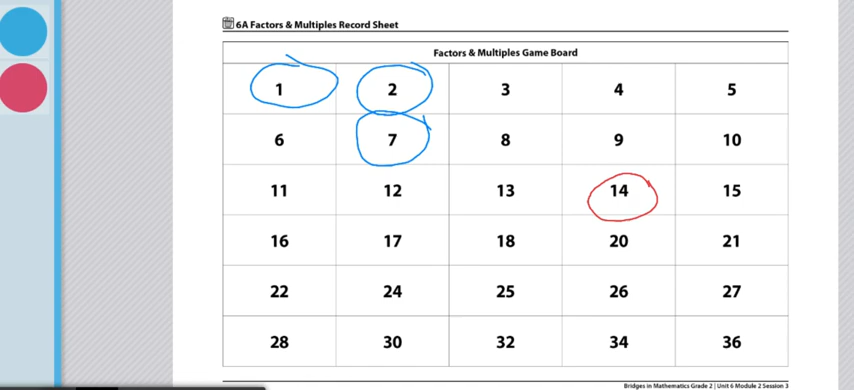 6A Factors & Multiples Record Sheet
Factors & Multiples Game Board
1 2 3 4 5
6 7 8 9 10
11 12 13 14 15
16 17 18 20 21
22 24 25 26 27
28 30 32 34 36
Bridges in Mathematics Grade 2 | Unit 6 Module 2 Session 3